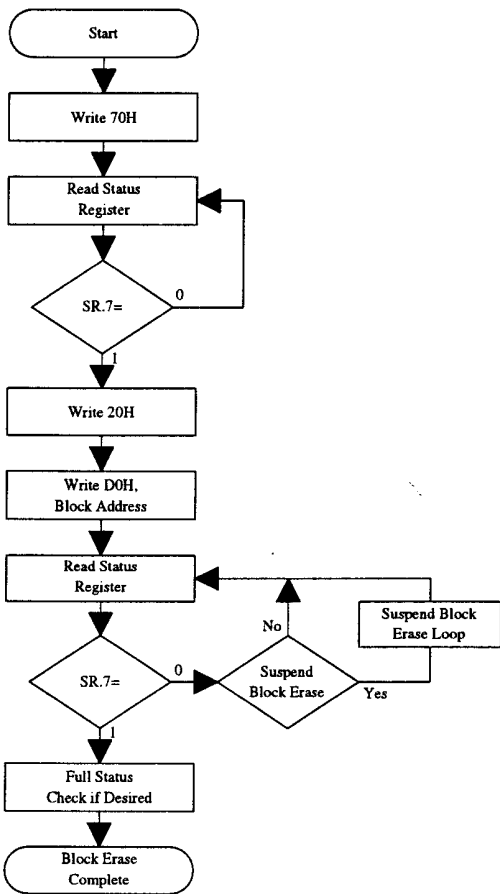 Start
Write 70H
Read Status
Register
SR.7=
0
1
Write 20H
Write D0H,
Block Address
Read Status
Register
No
Suspend Block
Erase Loop
SR.7=
0
Suspend
Block Erase
Yes
1
Full Status
Check if Desired
Block Erase
Complete